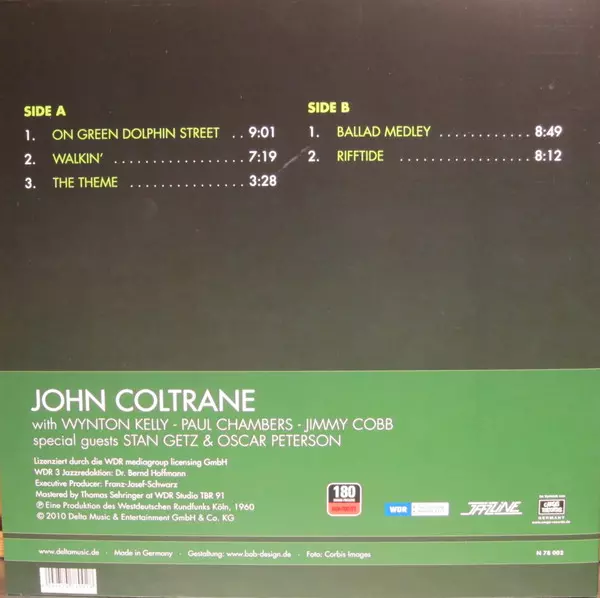 SIDE A
1. ON GREEN DOLPHIN STREET . . 9:01
2. WALKIN' . . . . . . . . . . . . . . . . . . 7:19
3. THE THEME . . . . . . . . . . . . . . . . 3:28
SIDE B
1. BALLAD MEDLEY . . . . . . . . . . . . 8:49
2. RIFFTIDE . . . . . . . . . . . . . . . . . 8:12
JOHN COLTRANE
with WYNTON KELLY - PAUL CHAMBERS - JIMMY COBB
special guests STAN GETZ & OSCAR PETERSON
Lizenziert durch die WDR mediagroup licensing GmbH
WDR 3 Jazzredaktion: Dr. Bernd Hoffmann
Executive Producer: Franz-Josef-Schwarz
Mastered by Thomas Sehringer at WDR Studio TBR 91
℗ Eine Produktion des Westdeutschen Rundfunks Köln, 1960
© 2010 Delta Music & Entertainment GmbH & Co. KG
180
WDR
JAZZLINE
GERMANY
www.deltamusic.de · Made in Germany · Gestaltung: www.bob-design.de · Foto: Corbis Images N 78 002